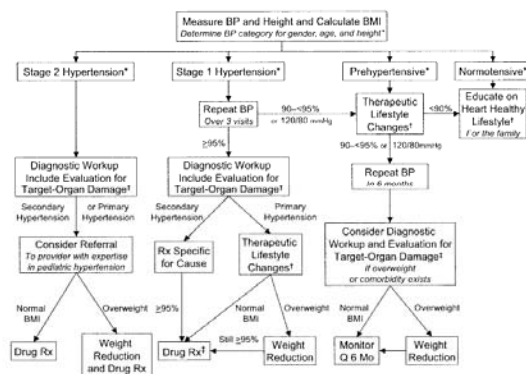 Measure BP and Height and Calculate BMI
Determine BP category for gender, age, and height*
Stage 2 Hypertension*
Stage 1 Hypertension*
Prehypertensive*
Normotensive*
Repeat BP
Over 3 visits
90–<95%
or 120/80 mmHg
Therapeutic
Lifestyle
Changes†
<90%
Educate on
Heart Healthy
Lifestyle†
For the family
≥95%
90–<95% or 120/80mmHg
Diagnostic Workup
Include Evaluation for
Target-Organ Damage‡
Diagnostic Workup
Include Evaluation for
Target-Organ Damage‡
Repeat BP
In 6 months
Secondary
Hypertension
or Primary
Hypertension
Secondary
Hypertension
Primary
Hypertension
Consider Referral
To provider with expertise
in pediatric hypertension
Rx Specific
for Cause
Therapeutic
Lifestyle
Changes†
Consider Diagnostic
Workup and Evaluation for
Target-Organ Damage‡
If overweight
or comorbidity exists
Normal
BMI
Overweight
≥95%
Normal
BMI
Overweight
Normal
BMI
Overweight
Drug Rx
Weight
Reduction
and Drug Rx
Drug Rx‡
Still ≥95%
Weight
Reduction
Monitor
Q 6 Mo
Weight
Reduction